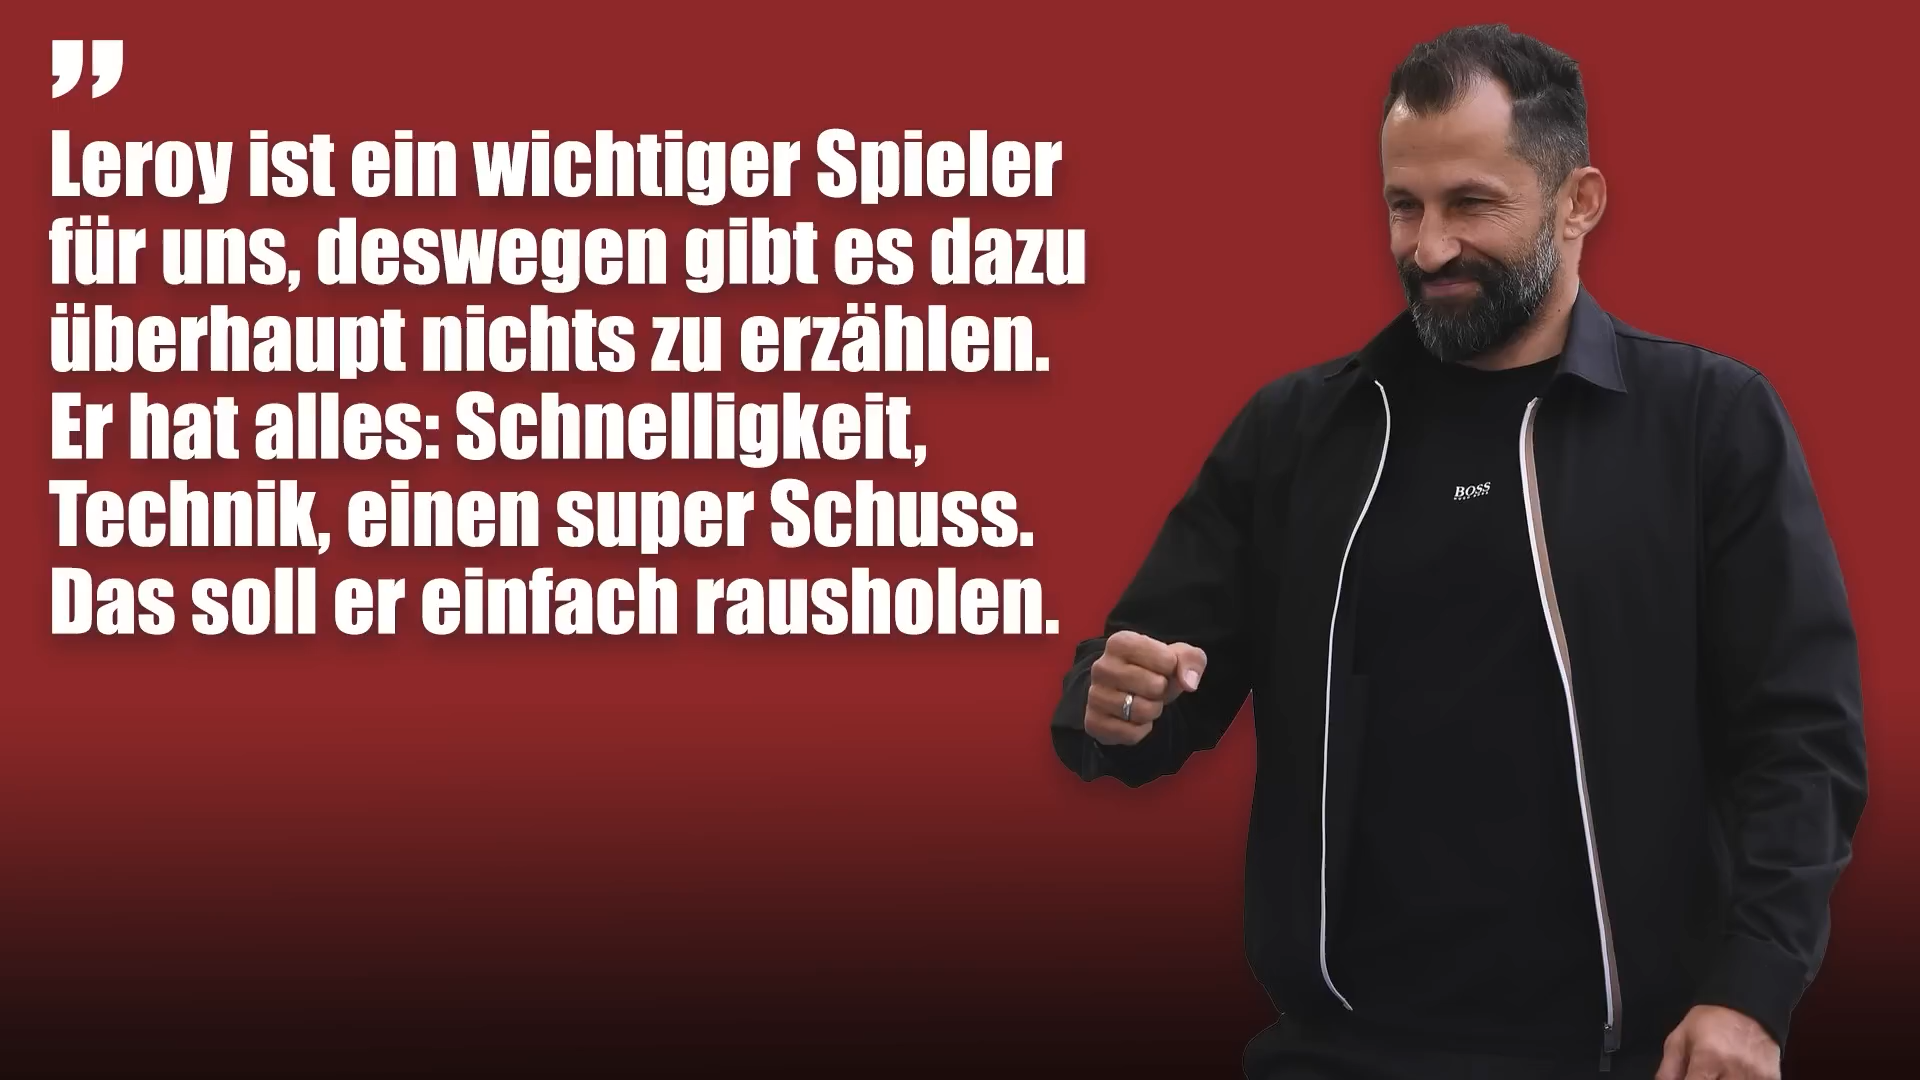 ”
Leroy ist ein wichtiger Spieler
für uns, deswegen gibt es dazu
überhaupt nichts zu erzählen.
Er hat alles: Schnelligkeit,
Technik, einen super Schuss.
Das soll er einfach rausholen.
BOSS